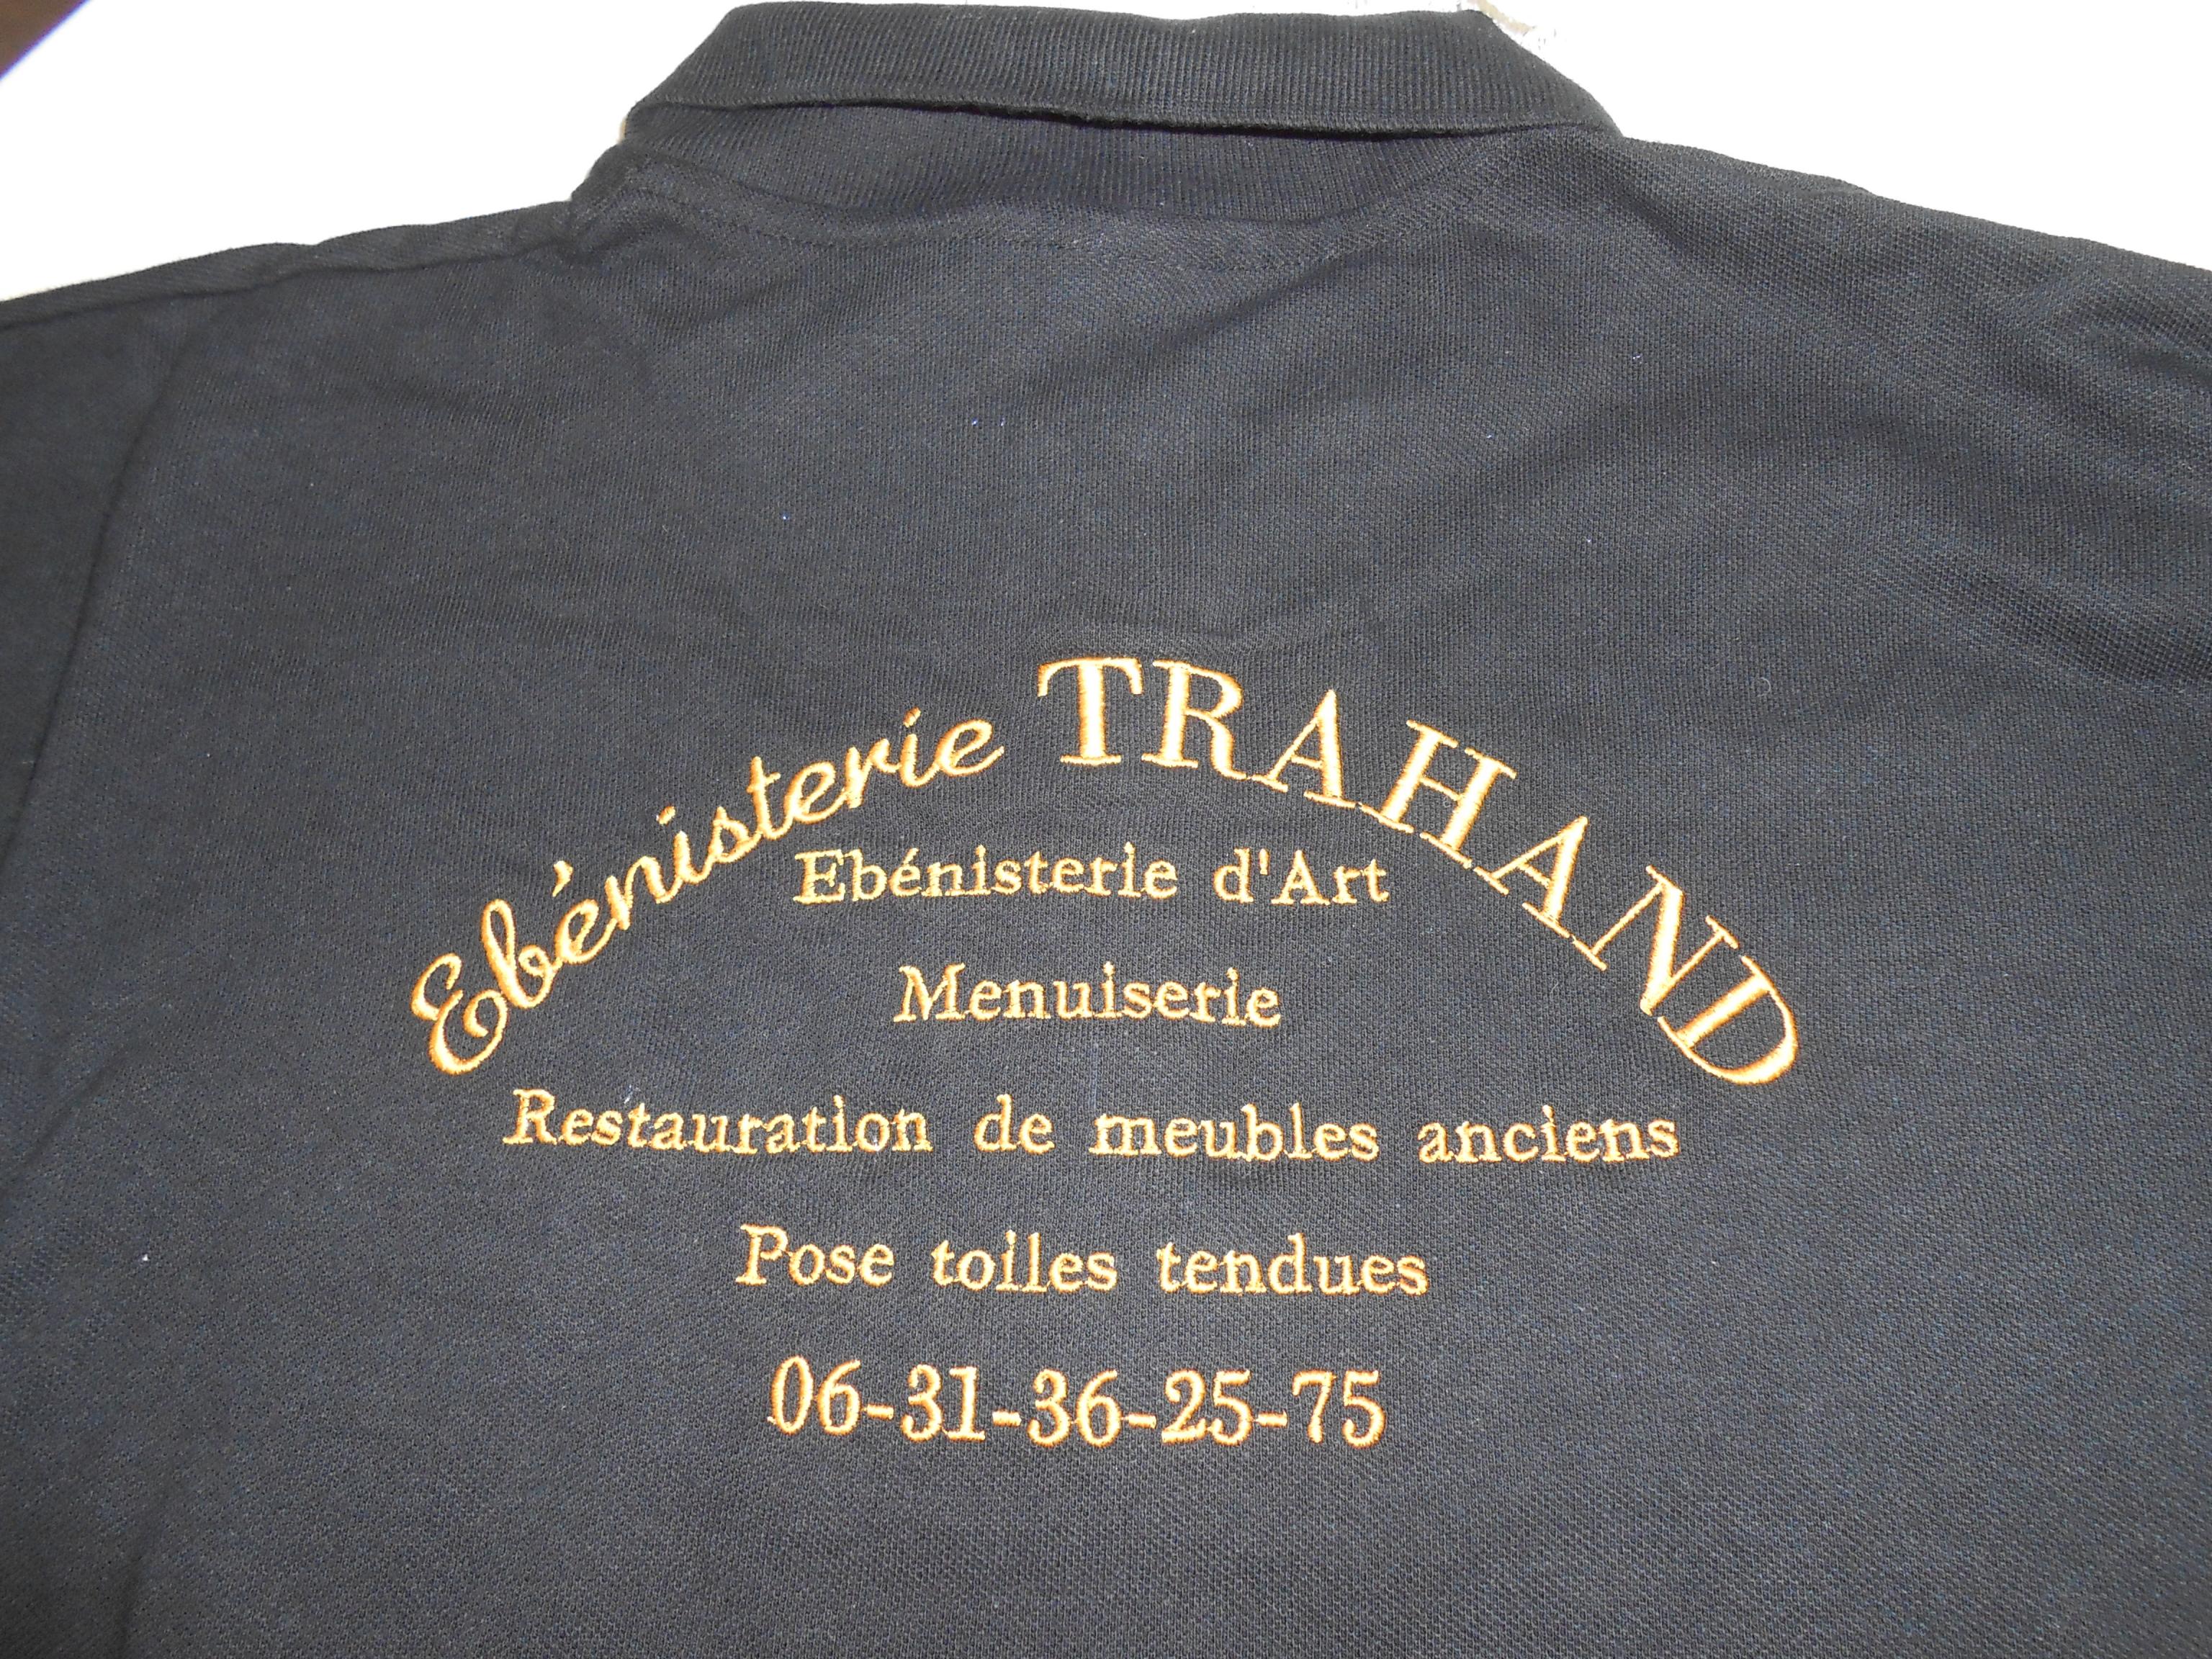 Ebénisterie TRAHAND
Ebénisterie d'Art
Menuiserie
Restauration de meubles anciens
Pose toiles tendues
06-31-36-25-75